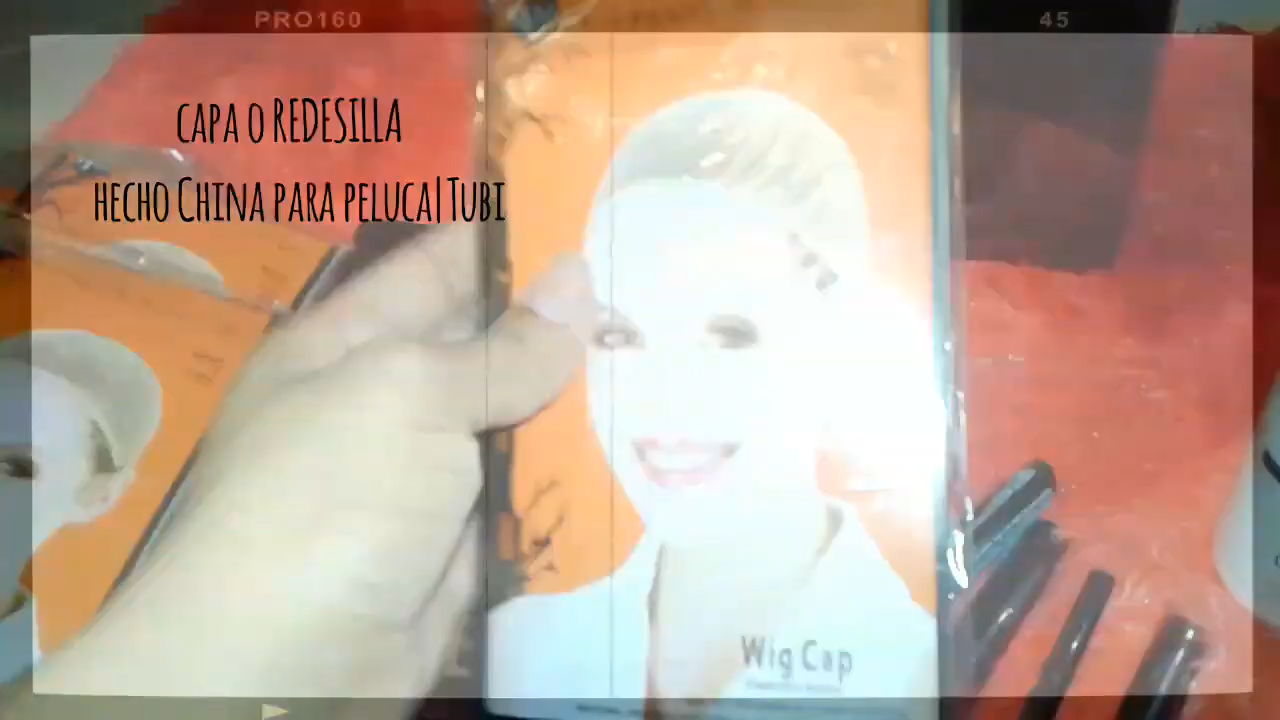 PRO160
45
CAPA O REDESILLA
HECHO CHINA PARA PELUCA|TUBI
Wig Cap